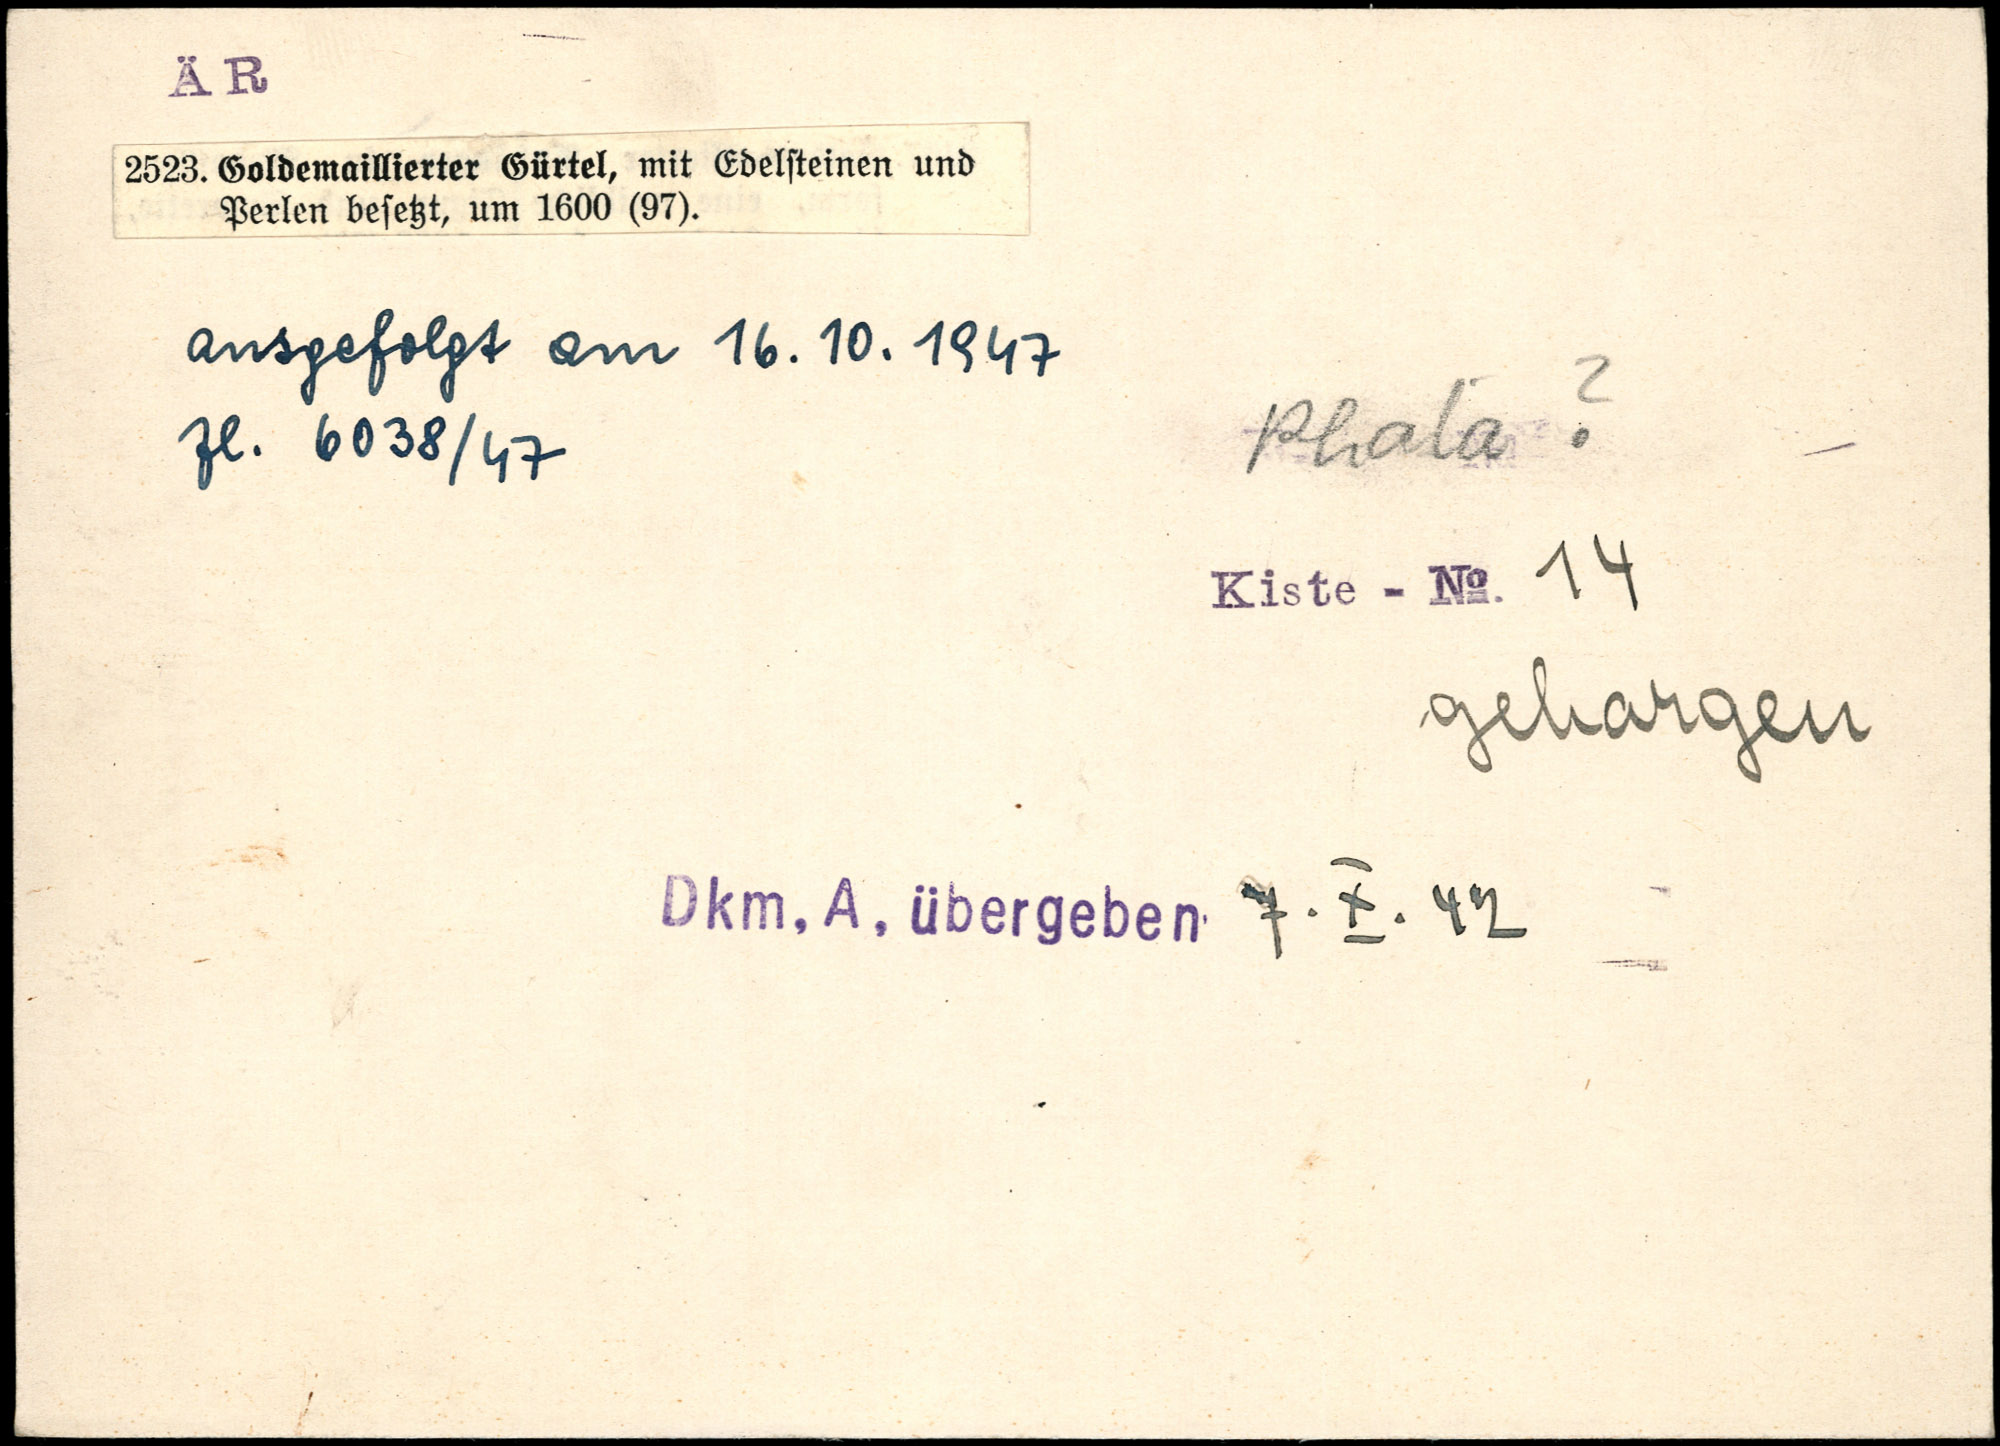 ÄR
2523. Goldemaillierter Gürtel, mit Edelsteinen und
Perlen besetzt, um 1600 (97).
ausgefolgt am 16.10.1947
Zl. 6038/47
Photo ?
Kiste - No. 14
geborgen
Dkm. A. übergeben 7. X. 42